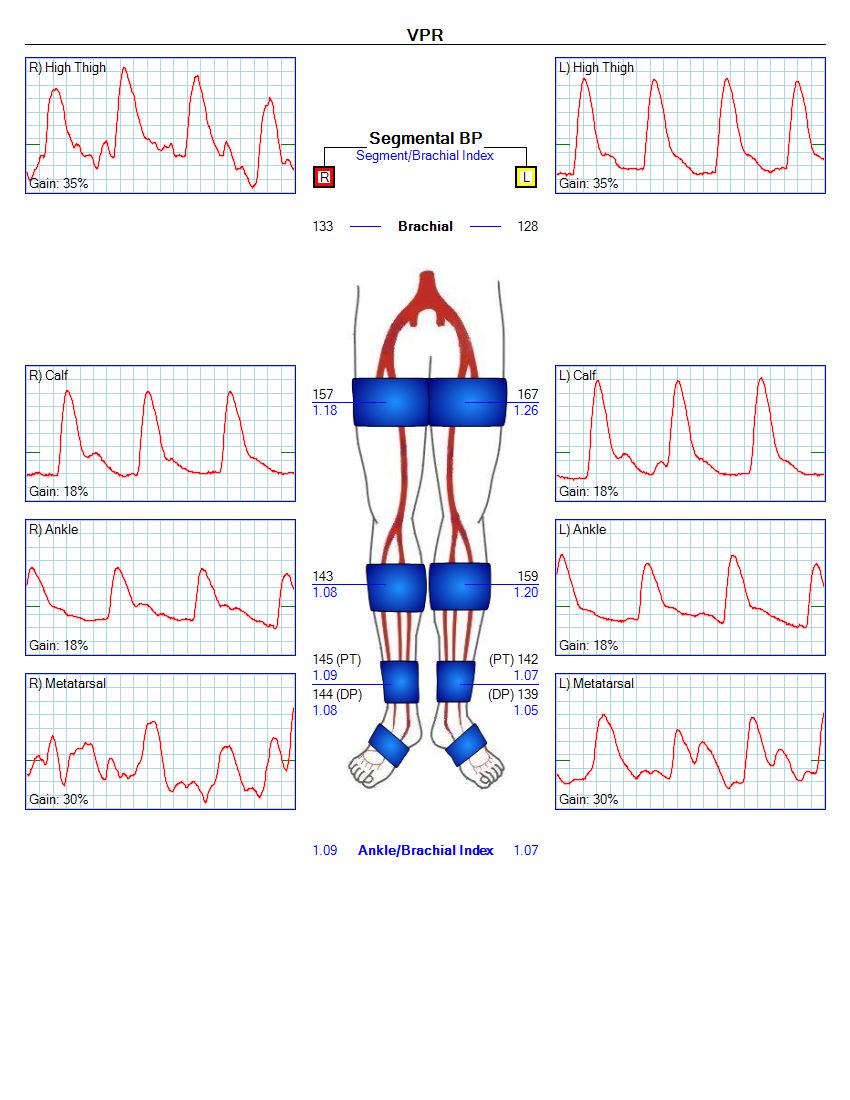 VPR
R) High Thigh
Gain: 35%
Segmental BP
Segment/Brachial Index
R
L
L) High Thigh
Gain: 35%
133 Brachial 128
R) Calf
Gain: 18%
157
1.18
167
1.26
L) Calf
Gain: 18%
R) Ankle
Gain: 18%
143
1.08
159
1.20
L) Ankle
Gain: 18%
145 (PT)
1.09
144 (DP)
1.08
(PT) 142
1.07
(DP) 139
1.05
R) Metatarsal
Gain: 30%
L) Metatarsal
Gain: 30%
1.09 Ankle/Brachial Index 1.07